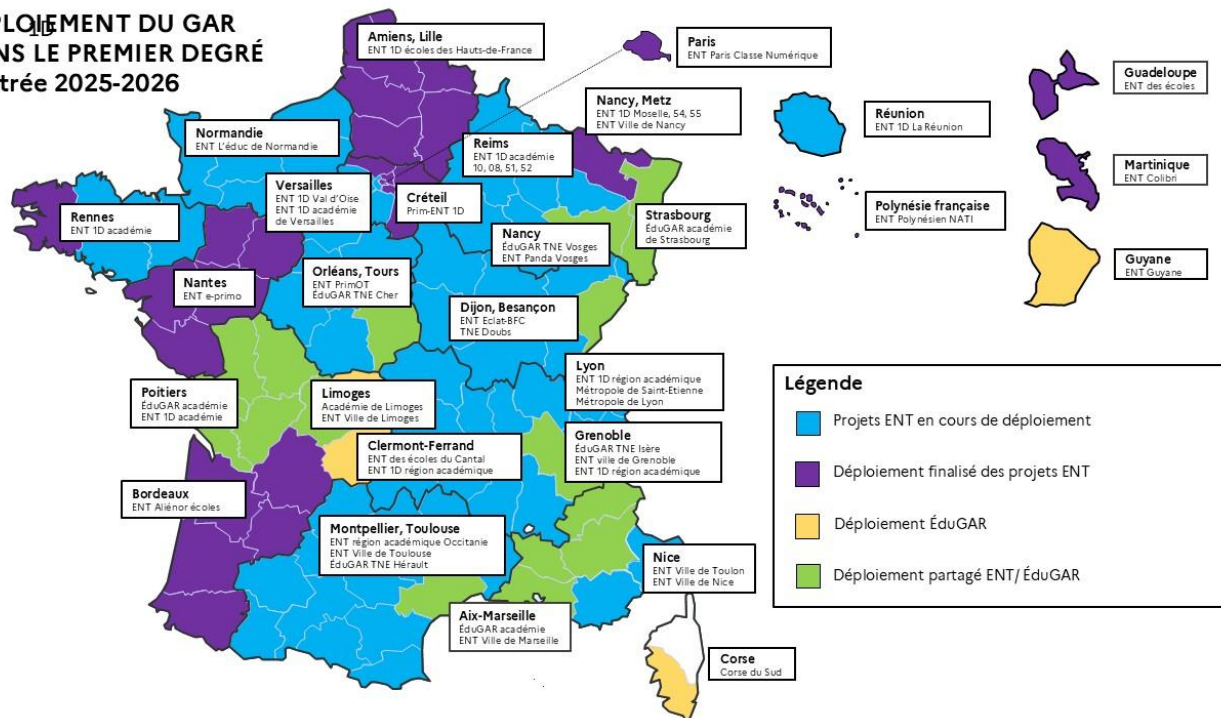 PLOIEMENT DU GAR
1D
NS LE PREMIER DEGRÉ
trée 2025-2026
Amiens, Lille
ENT 1D écoles des Hauts-de-France
Paris
ENT Paris Classe Numérique
Guadeloupe
ENT des écoles
Nancy, Metz
ENT 1D Moselle, 54, 55
ENT Ville de Nancy
Réunion
ENT 1D La Réunion
Normandie
ENT L'éduc de Normandie
Reims
ENT 1D académie
10, 08, 51, 52
Martinique
ENT Colibri
Versailles
ENT 1D Val d'Oise
ENT 1D académie
de Versailles
Créteil
Prim-ENT 1D
Polynésie française
ENT Polynésien NATI
Rennes
ENT 1D académie
Strasbourg
ÉduGAR académie
de Strasbourg
Nancy
ÉduGAR TNE Vosges
ENT Panda Vosges
Guyane
ENT Guyane
Nantes
ENT e-primo
Orléans, Tours
ENT PrimOT
ÉduGAR TNE Cher
Dijon, Besançon
ENT Eclat-BFC
TNE Doubs
Lyon
ENT 1D région académique
Métropole de Saint-Etienne
Métropole de Lyon
Poitiers
ÉduGAR académie
ENT 1D académie
Limoges
Académie de Limoges
ENT Ville de Limoges
Clermont-Ferrand
ENT des écoles du Cantal
ENT 1D région académique
Grenoble
ÉduGAR TNE Isère
ENT ville de Grenoble
ENT 1D région académique
Bordeaux
ENT Aliénor écoles
Montpellier, Toulouse
ENT région académique Occitanie
ENT Ville de Toulouse
ÉduGAR TNE Hérault
Nice
ENT Ville de Toulon
ENT Ville de Nice
Aix-Marseille
ÉduGAR académie
ENT Ville de Marseille
Corse
Corse du Sud
Légende
Projets ENT en cours de déploiement
Déploiement finalisé des projets ENT
Déploiement ÉduGAR
Déploiement partagé ENT/ ÉduGAR